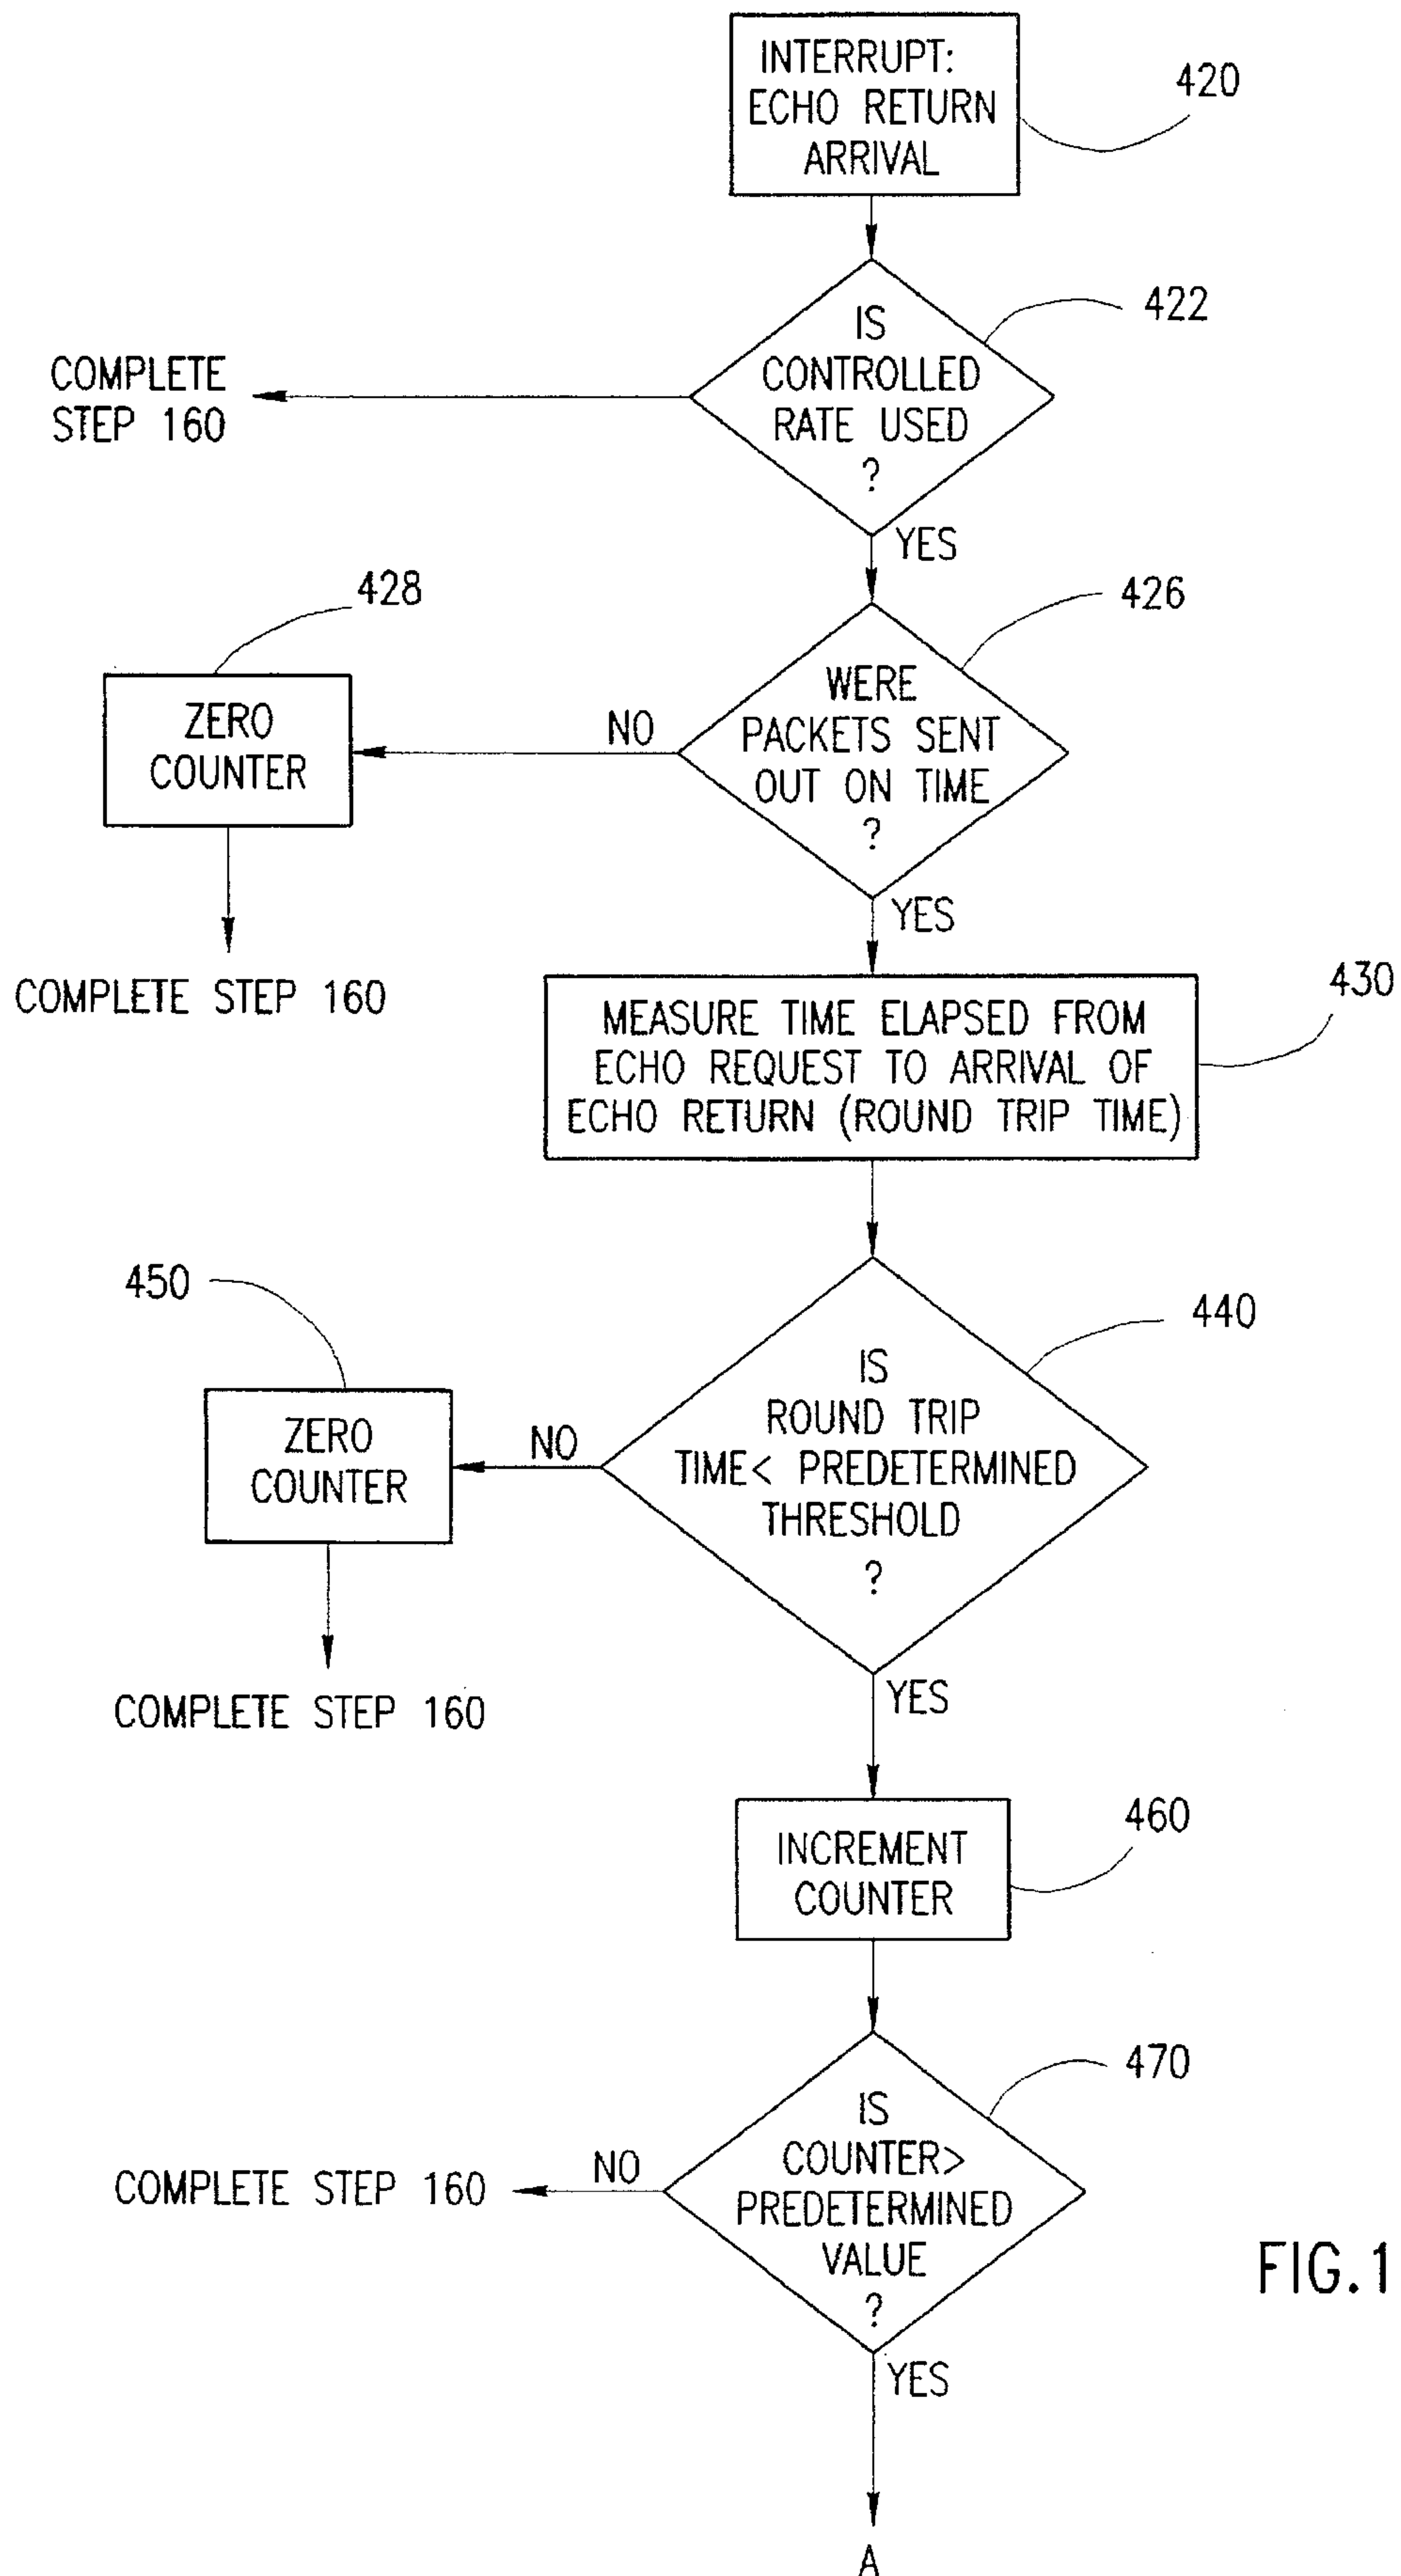 INTERRUPT:
ECHO RETURN
ARRIVAL
420
IS
CONTROLLED
RATE USED
?
422
COMPLETE
STEP 160
YES
428
426
WERE
PACKETS SENT
OUT ON TIME
?
NO
ZERO
COUNTER
YES
COMPLETE STEP 160
430
MEASURE TIME ELAPSED FROM
ECHO REQUEST TO ARRIVAL OF
ECHO RETURN (ROUND TRIP TIME)
450
440
IS
ROUND TRIP
TIME< PREDETERMINED
THRESHOLD
?
NO
ZERO
COUNTER
YES
COMPLETE STEP 160
460
INCREMENT
COUNTER
470
IS
COUNTER>
PREDETERMINED
VALUE
?
NO
COMPLETE STEP 160
FIG.1
YES
A